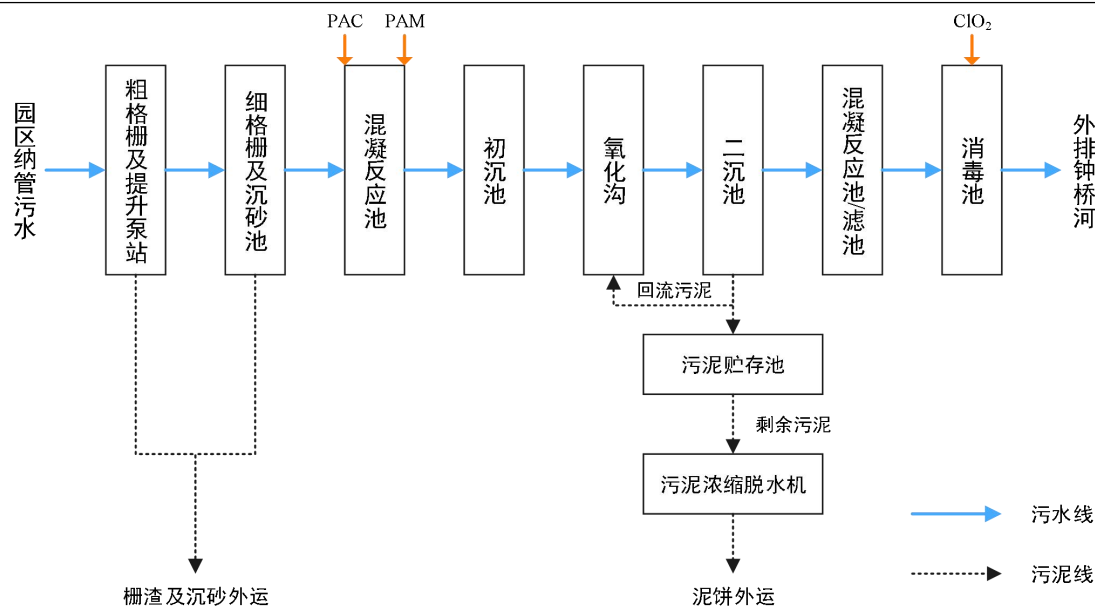 PAC
PAM
ClO₂
园区纳管污水
粗格栅及提升泵站
细格栅及沉砂池
混凝反应池
初沉池
氧化沟
二沉池
混凝反应池/滤池
消毒池
外排钟桥河
回流污泥
污泥贮存池
剩余污泥
污泥浓缩脱水机
污水线
污泥线
栅渣及沉砂外运
泥饼外运